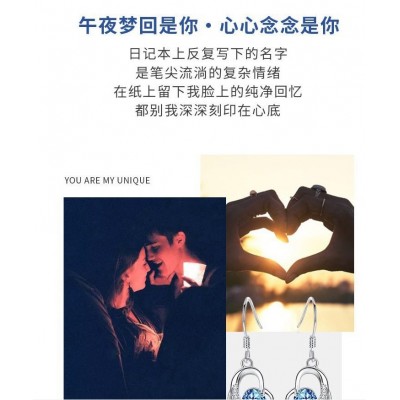 午夜梦回是你·心心念念是你
日记本上反复写下的名字
是笔尖流淌的复杂情绪
在纸上留下我脸上的纯净回忆
都别我深深刻印在心底
YOU ARE MY UNIQUE